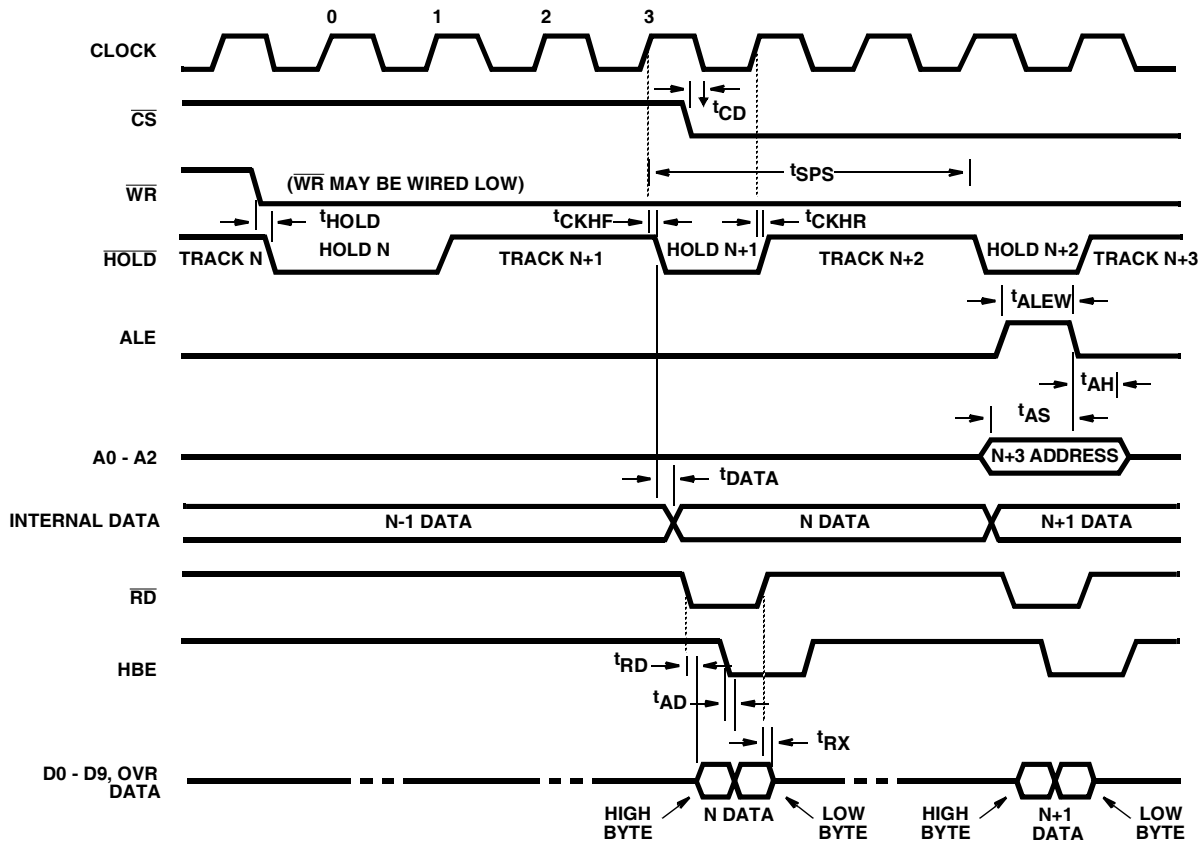 0 1 2 3
CLOCK
CS
tCD
WR
(WR MAY BE WIRED LOW)
tSPS
tHOLD
tCKHF
tCKHR
HOLD
TRACK N
HOLD N
TRACK N+1
HOLD N+1
TRACK N+2
HOLD N+2
TRACK N+3
tALEW
ALE
tAH
tAS
A0 - A2
N+3 ADDRESS
tDATA
INTERNAL DATA
N-1 DATA
N DATA
N+1 DATA
RD
HBE
tRD
tAD
tRX
D0 - D9, OVR
DATA
HIGH
BYTE
N DATA
LOW
BYTE
HIGH
BYTE
N+1
DATA
LOW
BYTE